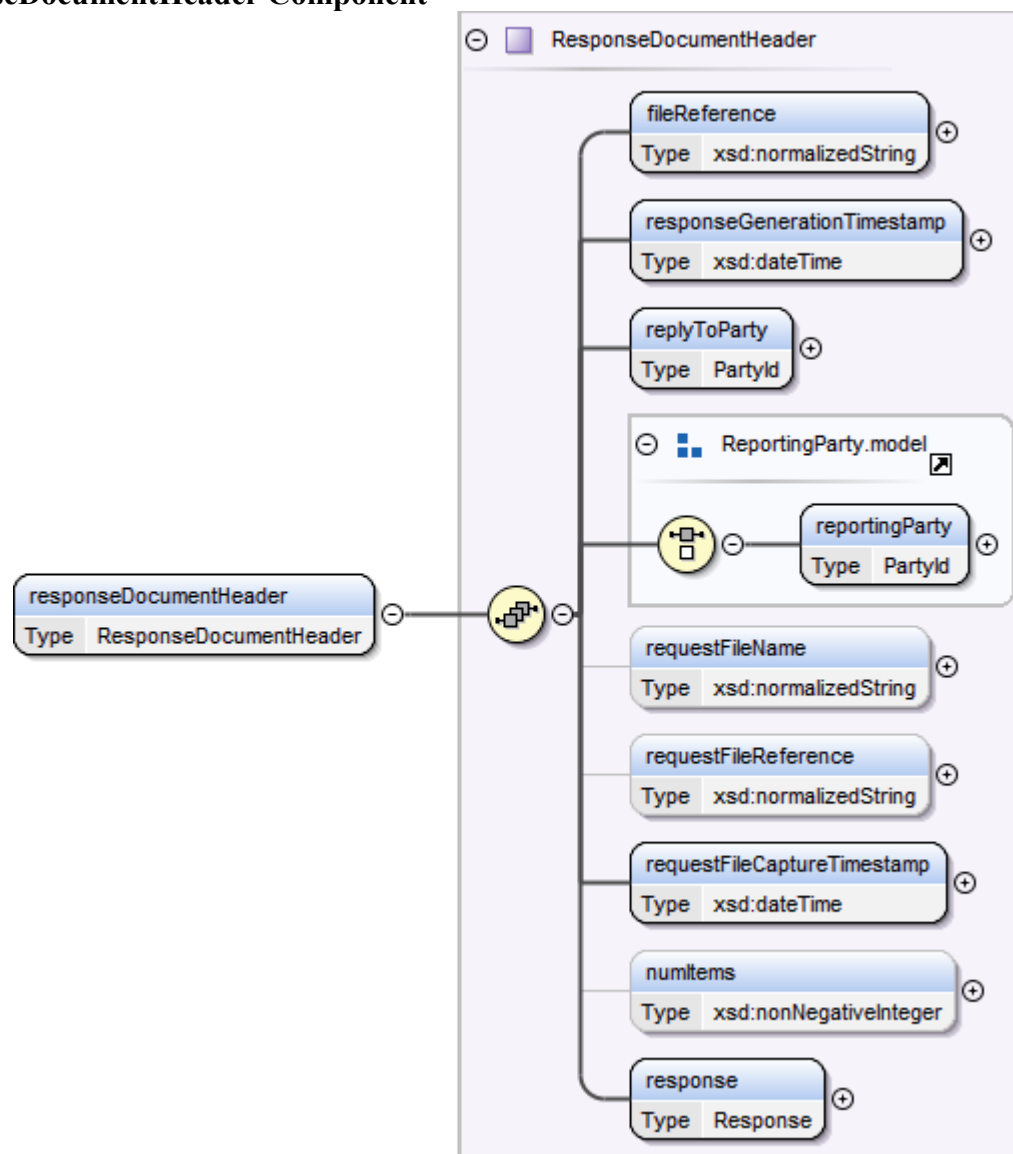 seDocumentHeader Component
ResponseDocumentHeader
fileReference
Type xsd:normalizedString
responseGenerationTimestamp
Type xsd:dateTime
replyToParty
Type PartyId
ReportingParty.model
reportingParty
Type PartyId
responseDocumentHeader
Type ResponseDocumentHeader
requestFileName
Type xsd:normalizedString
requestFileReference
Type xsd:normalizedString
requestFileCaptureTimestamp
Type xsd:dateTime
numItems
Type xsd:nonNegativeInteger
response
Type Response